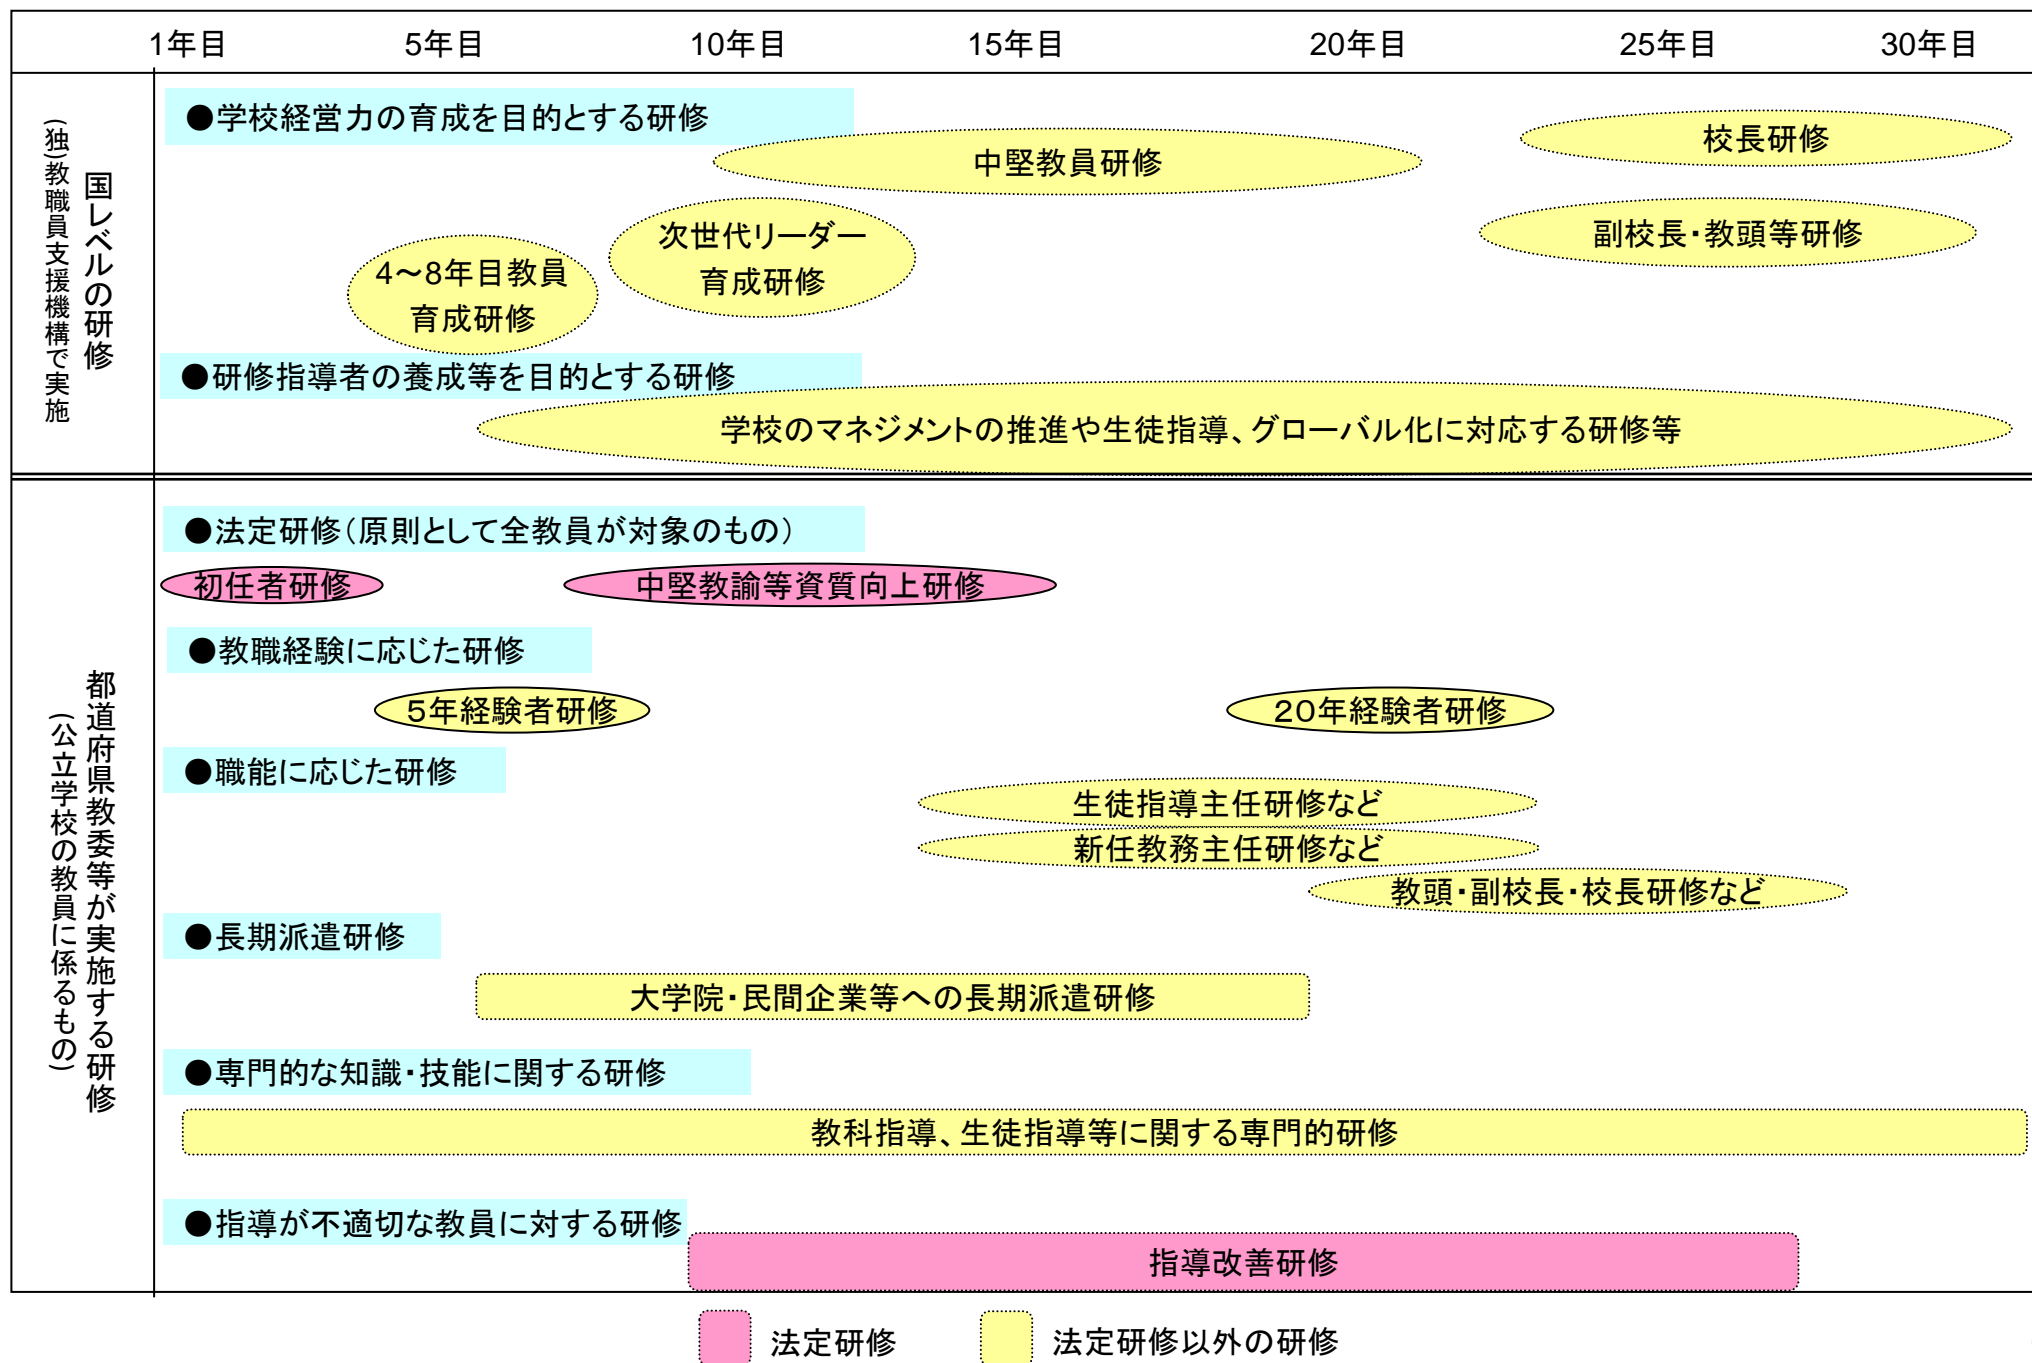 1年目 5年目 10年目 15年目 20年目 25年目 30年目
国レベルの研修
(独)教職員支援機構で実施
●学校経営力の育成を目的とする研修
中堅教員研修
校長研修
次世代リーダー
育成研修
副校長・教頭等研修
4～8年目教員
育成研修
●研修指導者の養成等を目的とする研修
学校のマネジメントの推進や生徒指導、グローバル化に対応する研修等
都道府県教委等が実施する研修
(公立学校の教員に係るもの)
●法定研修（原則として全教員が対象のもの）
初任者研修 中堅教諭等資質向上研修
●教職経験に応じた研修
５年経験者研修 ２０年経験者研修
●職能に応じた研修
生徒指導主任研修など
新任教務主任研修など
教頭・副校長・校長研修など
●長期派遣研修
大学院・民間企業等への長期派遣研修
●専門的な知識・技能に関する研修
教科指導、生徒指導等に関する専門的研修
●指導が不適切な教員に対する研修
指導改善研修
法定研修 法定研修以外の研修